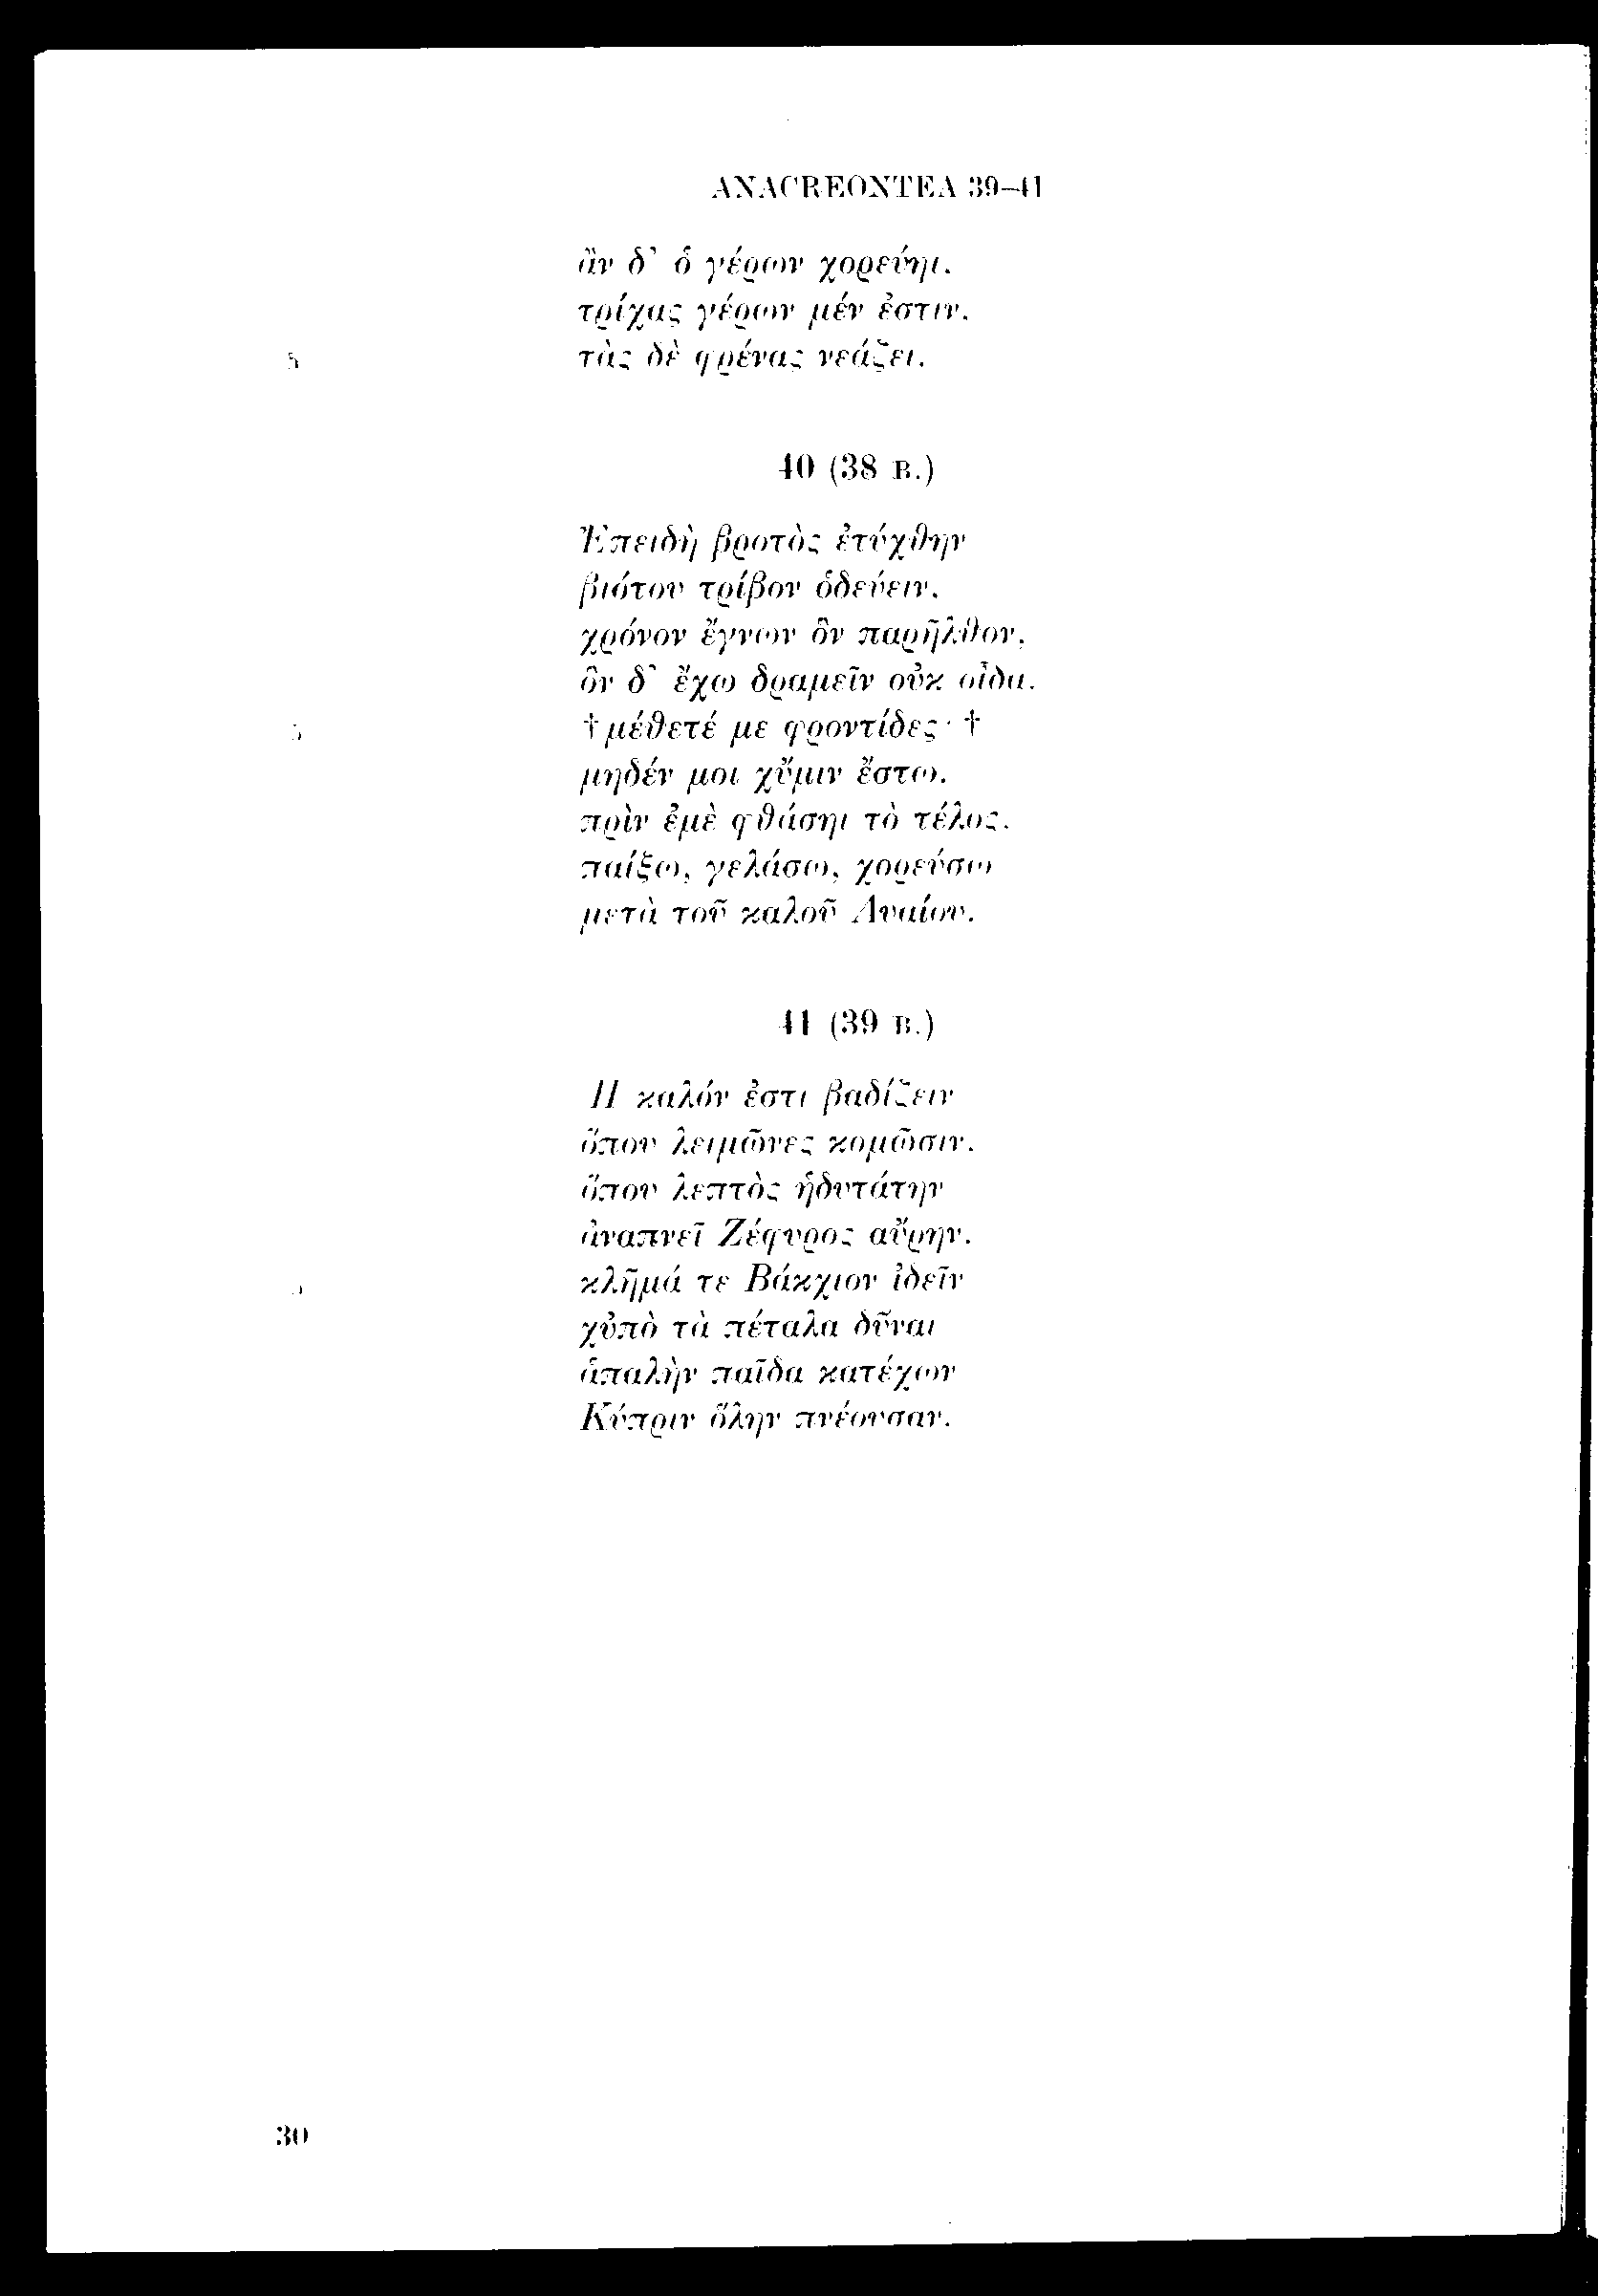 ANACREONTEA 39–41
ἂν δ’ ὁ γέρων χορεύηι,
τρίχας γέρων μέν ἐστιν,
5 τὰς δὲ φρένας νεάζει.
40 (38 B.)
Ἐπειδὴ βροτὸς ἐτύχθην
βιότου τρίβον ὁδεύειν,
χρόνον ἔγνων ὃν παρῆλθον,
ὃν δ’ ἔχω δραμεῖν οὐκ οἶδα.
5 †μέθετέ με φροντίδες· †
μηδέν μοι χὔμιν ἔστω.
πρὶν ἐμὲ φθάσηι τὸ τέλος,
παίξω, γελάσω, χορεύσω
μετὰ τοῦ καλοῦ Λυαίου.
41 (39 B.)
Ἦ καλόν ἐστι βαδίζειν
ὅπου λειμῶνες κομῶσιν,
ὅπου λεπτὸς ἡδυτάτην
ἀναπνεῖ Ζέφυρος αὔρην,
5 κλῆμά τε Βάκχιον ἰδεῖν
χὐπὸ τὰ πέταλα δῦναι
ἁπαλὴν παῖδα κατέχων
Κύπριν ὅλην πνέουσαν.
30